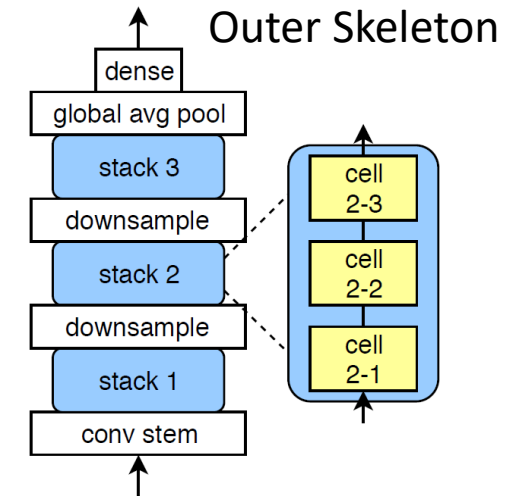 Outer Skeleton
dense
global avg pool
stack 3
downsample
stack 2
downsample
stack 1
conv stem
cell
2-3
cell
2-2
cell
2-1